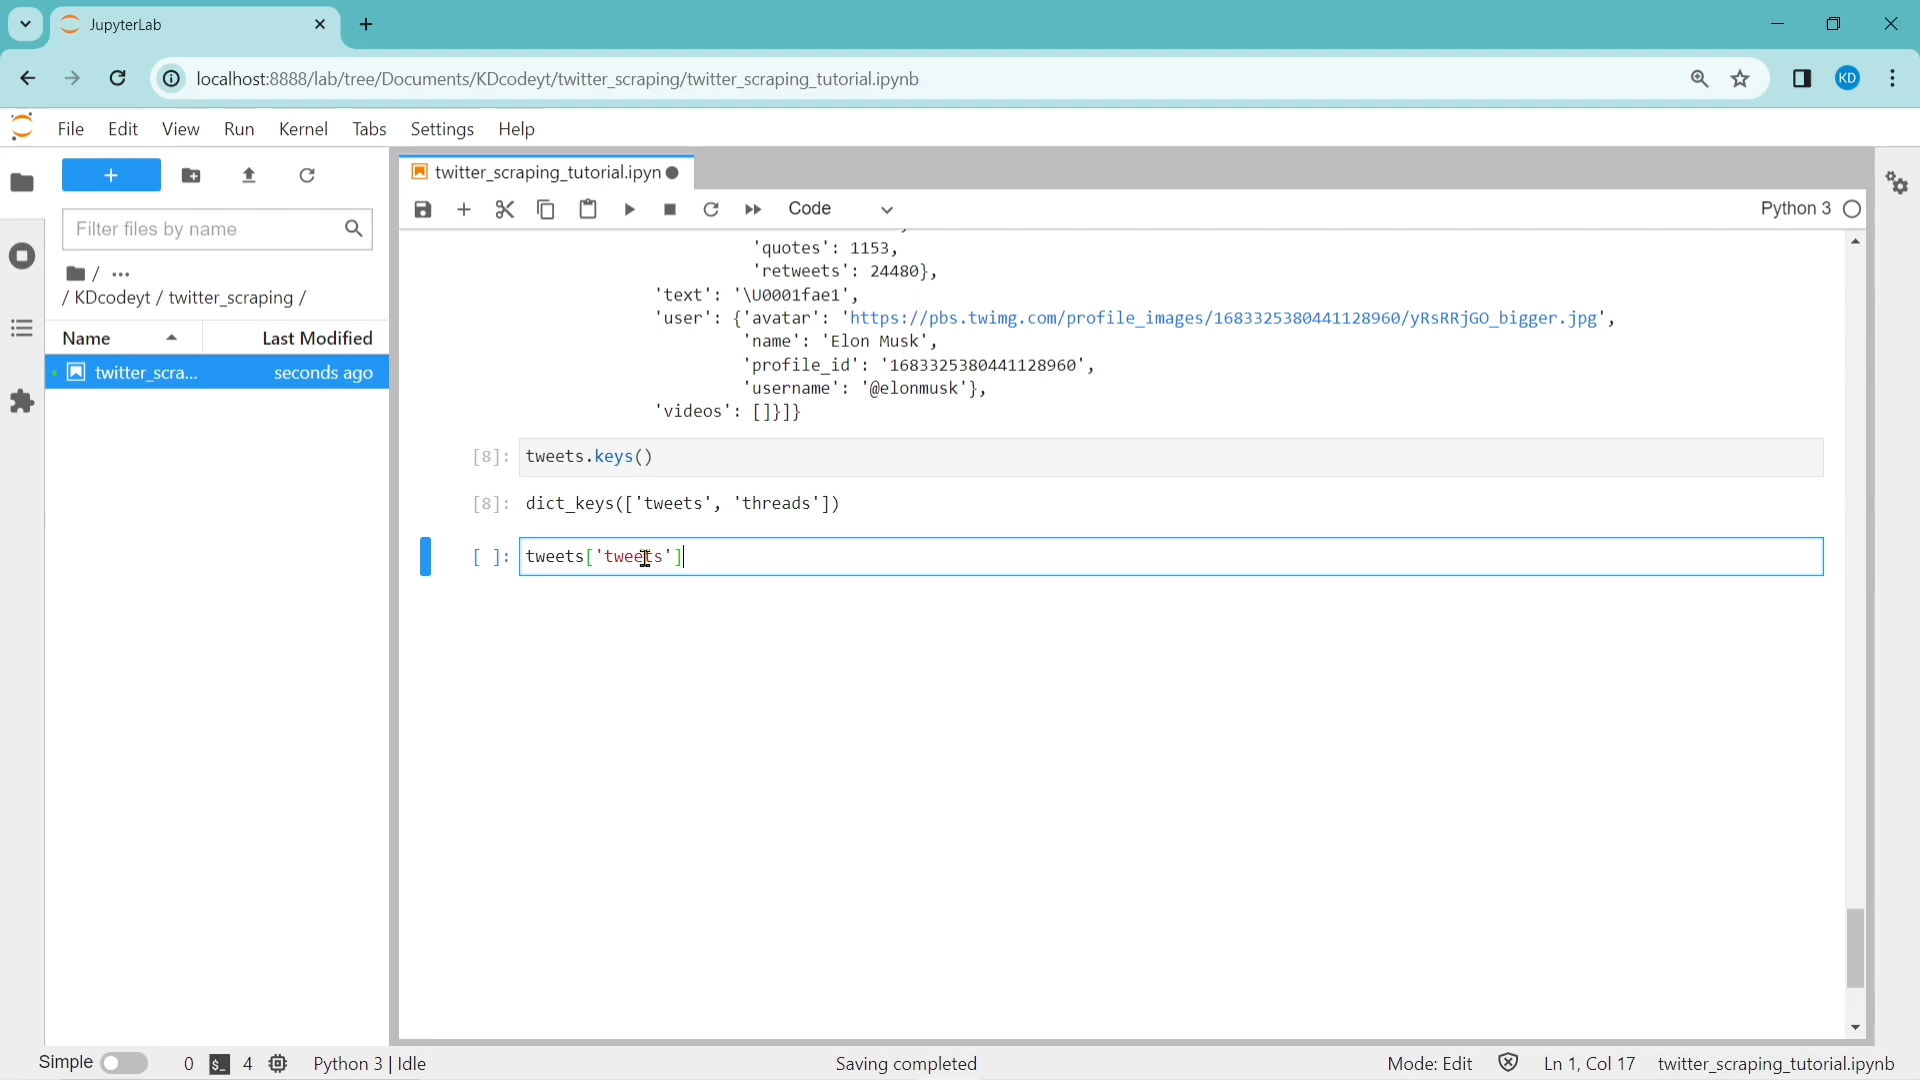 JupyterLab
localhost:8888/lab/tree/Documents/KDcodeyt/twitter_scraping/twitter_scraping_tutorial.ipynb
KD
File Edit View Run Kernel Tabs Settings Help
twitter_scraping_tutorial.ipyn
Code
Python 3
Filter files by name
/ ...
/ KDcodeyt / twitter_scraping /
Name Last Modified
twitter_scra... seconds ago
'quotes': 1153,
'retweets': 24480},
'text': '\U0001fae1',
'user': {'avatar': 'https://pbs.twimg.com/profile_images/1683325380441128960/yRsRRjGO_bigger.jpg',
'name': 'Elon Musk',
'profile_id': '1683325380441128960',
'username': '@elonmusk'},
'videos': []}]}
[8]: tweets.keys()
[8]: dict_keys(['tweets', 'threads'])
[ ]: tweets['tweets']
Simple 0 $_ 4 Python 3 | Idle Saving completed Mode: Edit Ln 1, Col 17 twitter_scraping_tutorial.ipynb